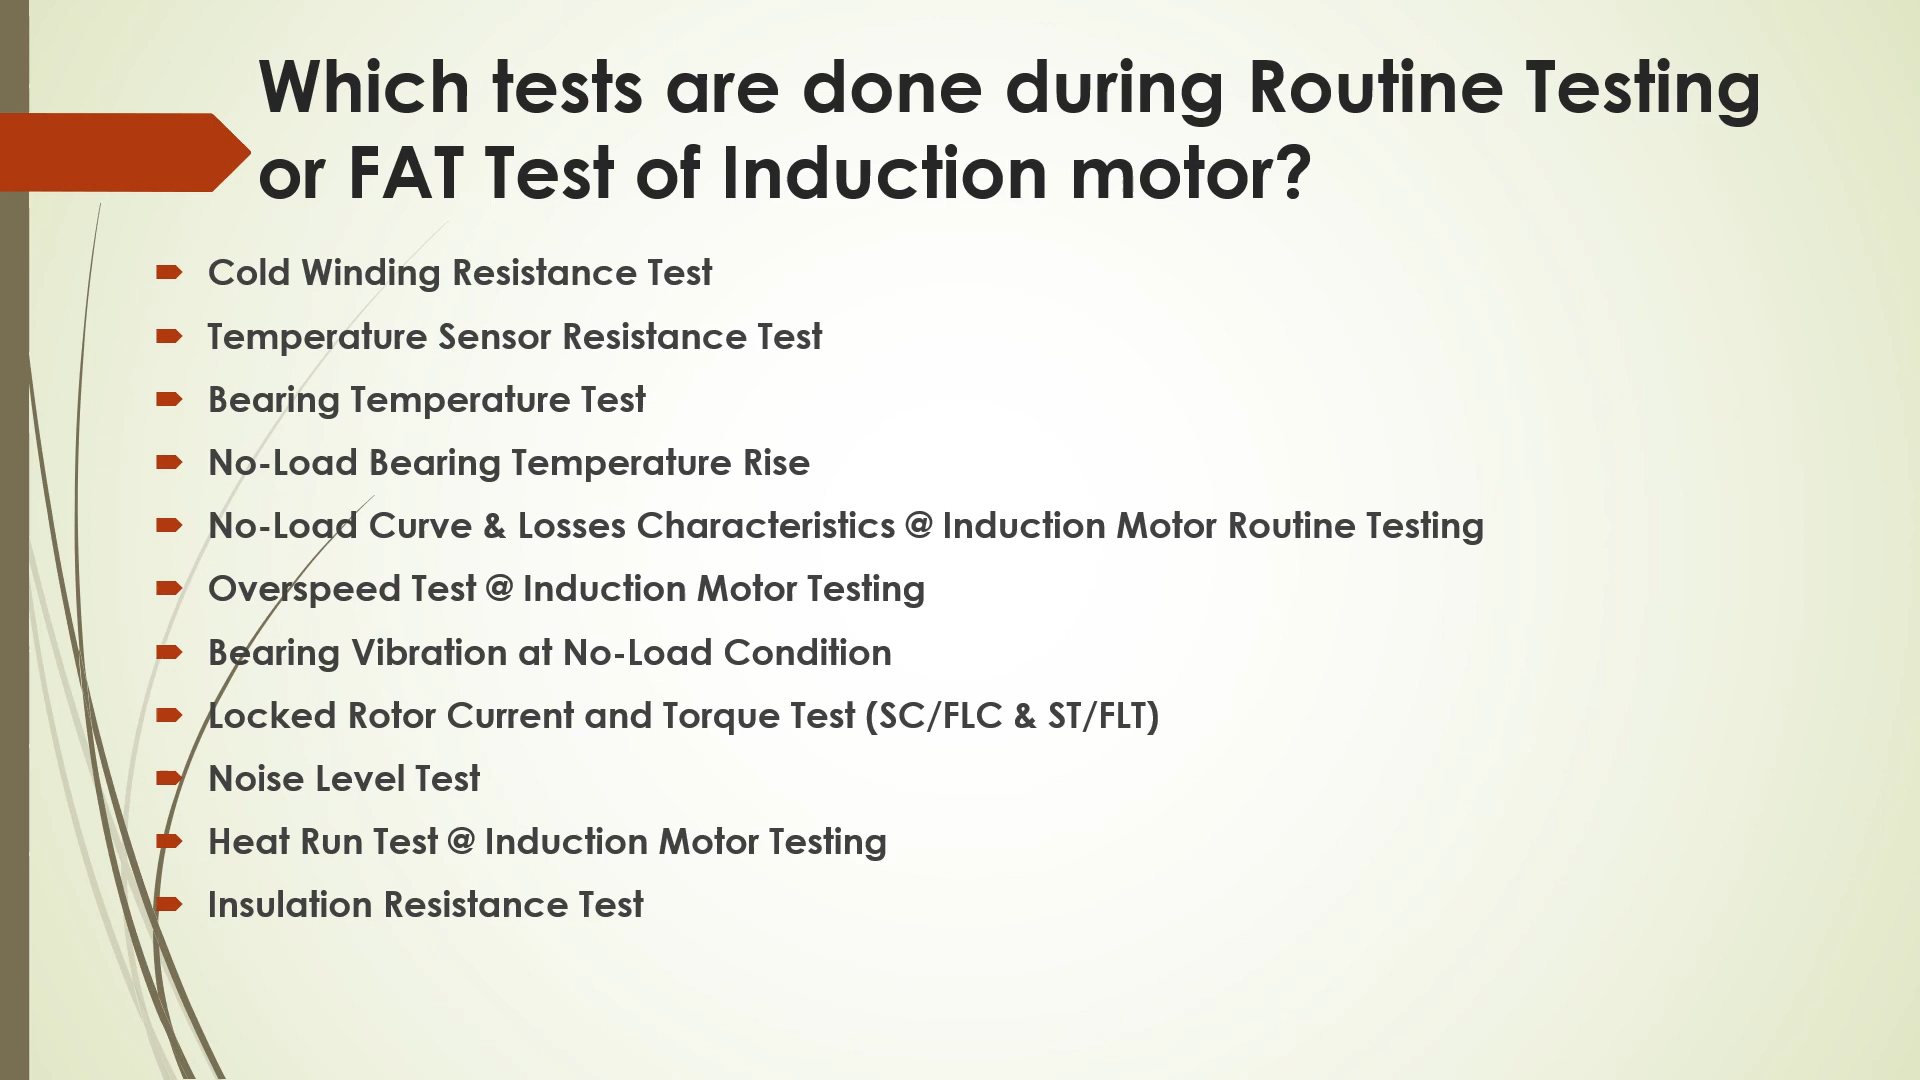 Which tests are done during Routine Testing
or FAT Test of Induction motor?
Cold Winding Resistance Test
Temperature Sensor Resistance Test
Bearing Temperature Test
No-Load Bearing Temperature Rise
No-Load Curve & Losses Characteristics @ Induction Motor Routine Testing
Overspeed Test @ Induction Motor Testing
Bearing Vibration at No-Load Condition
Locked Rotor Current and Torque Test (SC/FLC & ST/FLT)
Noise Level Test
Heat Run Test @ Induction Motor Testing
Insulation Resistance Test